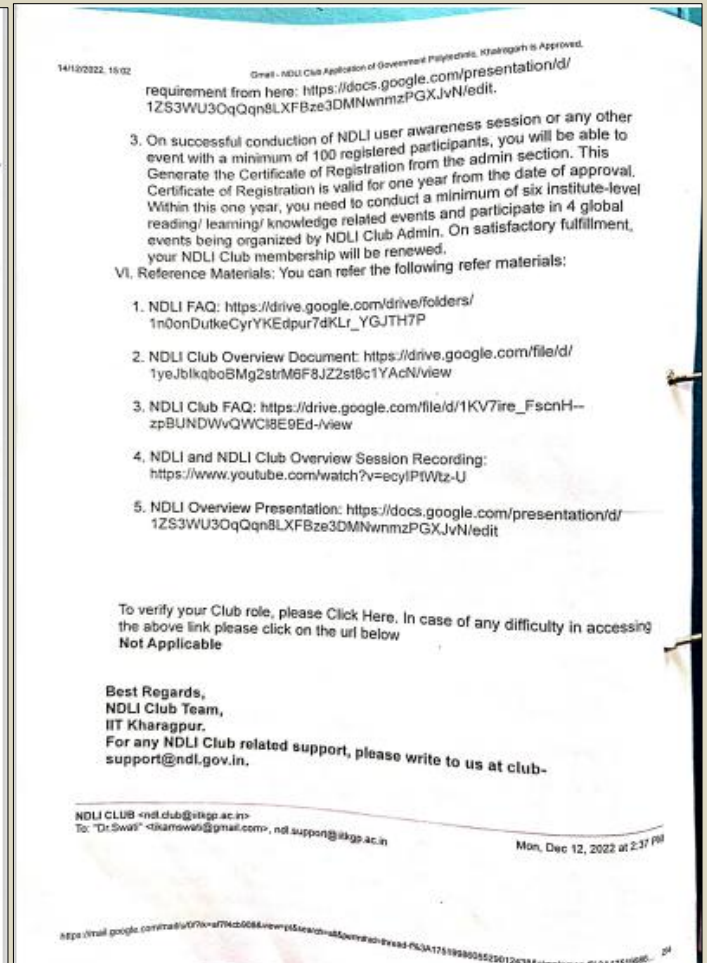 14/12/2022, 15:02
Gmail - NDLI Club Application of Government Polytechnic, Khairagarh is Approved.
requirement from here: https://docs.google.com/presentation/d/
1ZS3WU3OqQqn8LXFBze3DMNwnmzPGXJvN/edit.
3. On successful conduction of NDLI user awareness session or any other
event with a minimum of 100 registered participants, you will be able to
Generate the Certificate of Registration from the admin section. This
Certificate of Registration is valid for one year from the date of approval.
Within this one year, you need to conduct a minimum of six institute-level
reading/ learning/ knowledge related events and participate in 4 global
events being organized by NDLI Club Admin. On satisfactory fulfillment,
your NDLI Club membership will be renewed.
VI. Reference Materials: You can refer the following refer materials:
1. NDLI FAQ: https://drive.google.com/drive/folders/
1n0onDutkeCyrYKEdpur7dKLr_YGJTH7P
2. NDLI Club Overview Document: https://drive.google.com/file/d/
1yeJblkqboBMg2strM6F8JZ2st8c1YAcN/view
3. NDLI Club FAQ: https://drive.google.com/file/d/1KV7ire_FscnH--
zpBUNDWvQWCl8E9Ed-/view
4. NDLI and NDLI Club Overview Session Recording:
https://www.youtube.com/watch?v=ecyIPtWtz-U
5. NDLI Overview Presentation: https://docs.google.com/presentation/d/
1ZS3WU3OqQqn8LXFBze3DMNwnmzPGXJvN/edit
To verify your Club role, please Click Here. In case of any difficulty in accessing
the above link please click on the url below
Not Applicable
Best Regards,
NDLI Club Team,
IIT Kharagpur.
For any NDLI Club related support, please write to us at club-
support@ndl.gov.in.
NDLI CLUB <ndl.club@iitkgp.ac.in>
Mon, Dec 12, 2022 at 2:37 PM
To: "Dr.Swati" <tikamswati@gmail.com>, ndl.support@iitkgp.ac.in
2/4